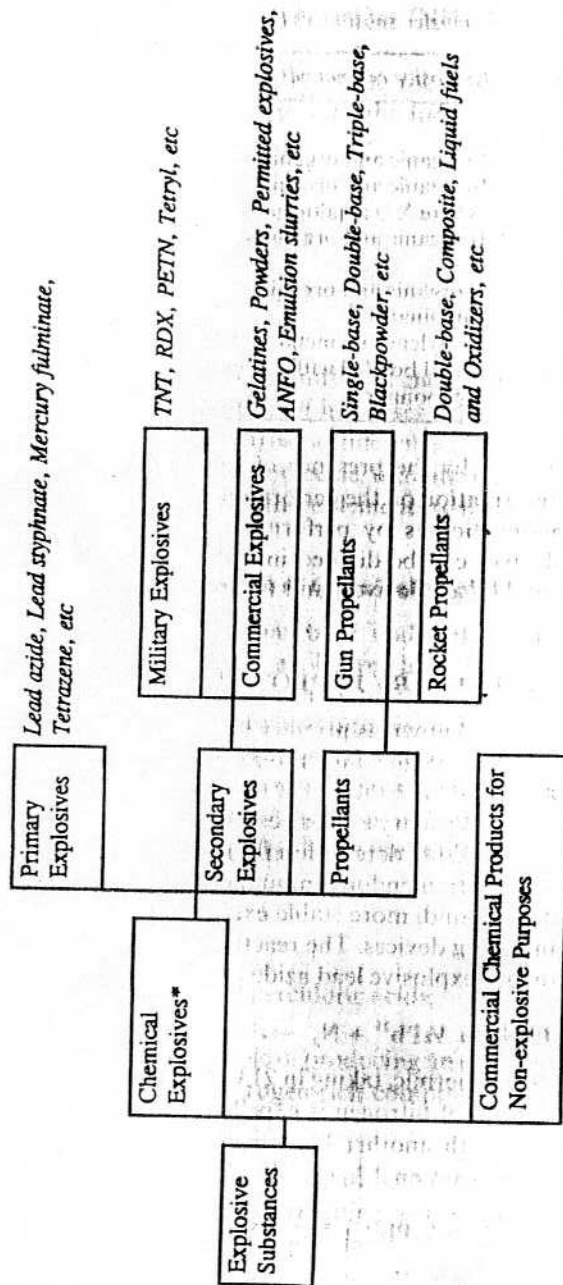 Explosive
Substances
Chemical
Explosives*
Commercial Chemical Products for
Non-explosive Purposes
Primary
Explosives
Lead azide, Lead styphnate, Mercury fulminate,
Tetrazene, etc
Secondary
Explosives
Propellants
Military Explosives
TNT, RDX, PETN, Tetryl, etc
Commercial Explosives
Gelatines, Powders, Permitted explosives,
ANFO, Emulsion slurries, etc
Gun Propellants
Single-base, Double-base, Triple-base,
Blackpowder, etc
Rocket Propellants
Double-base, Composite, Liquid fuels
and Oxidizers, etc